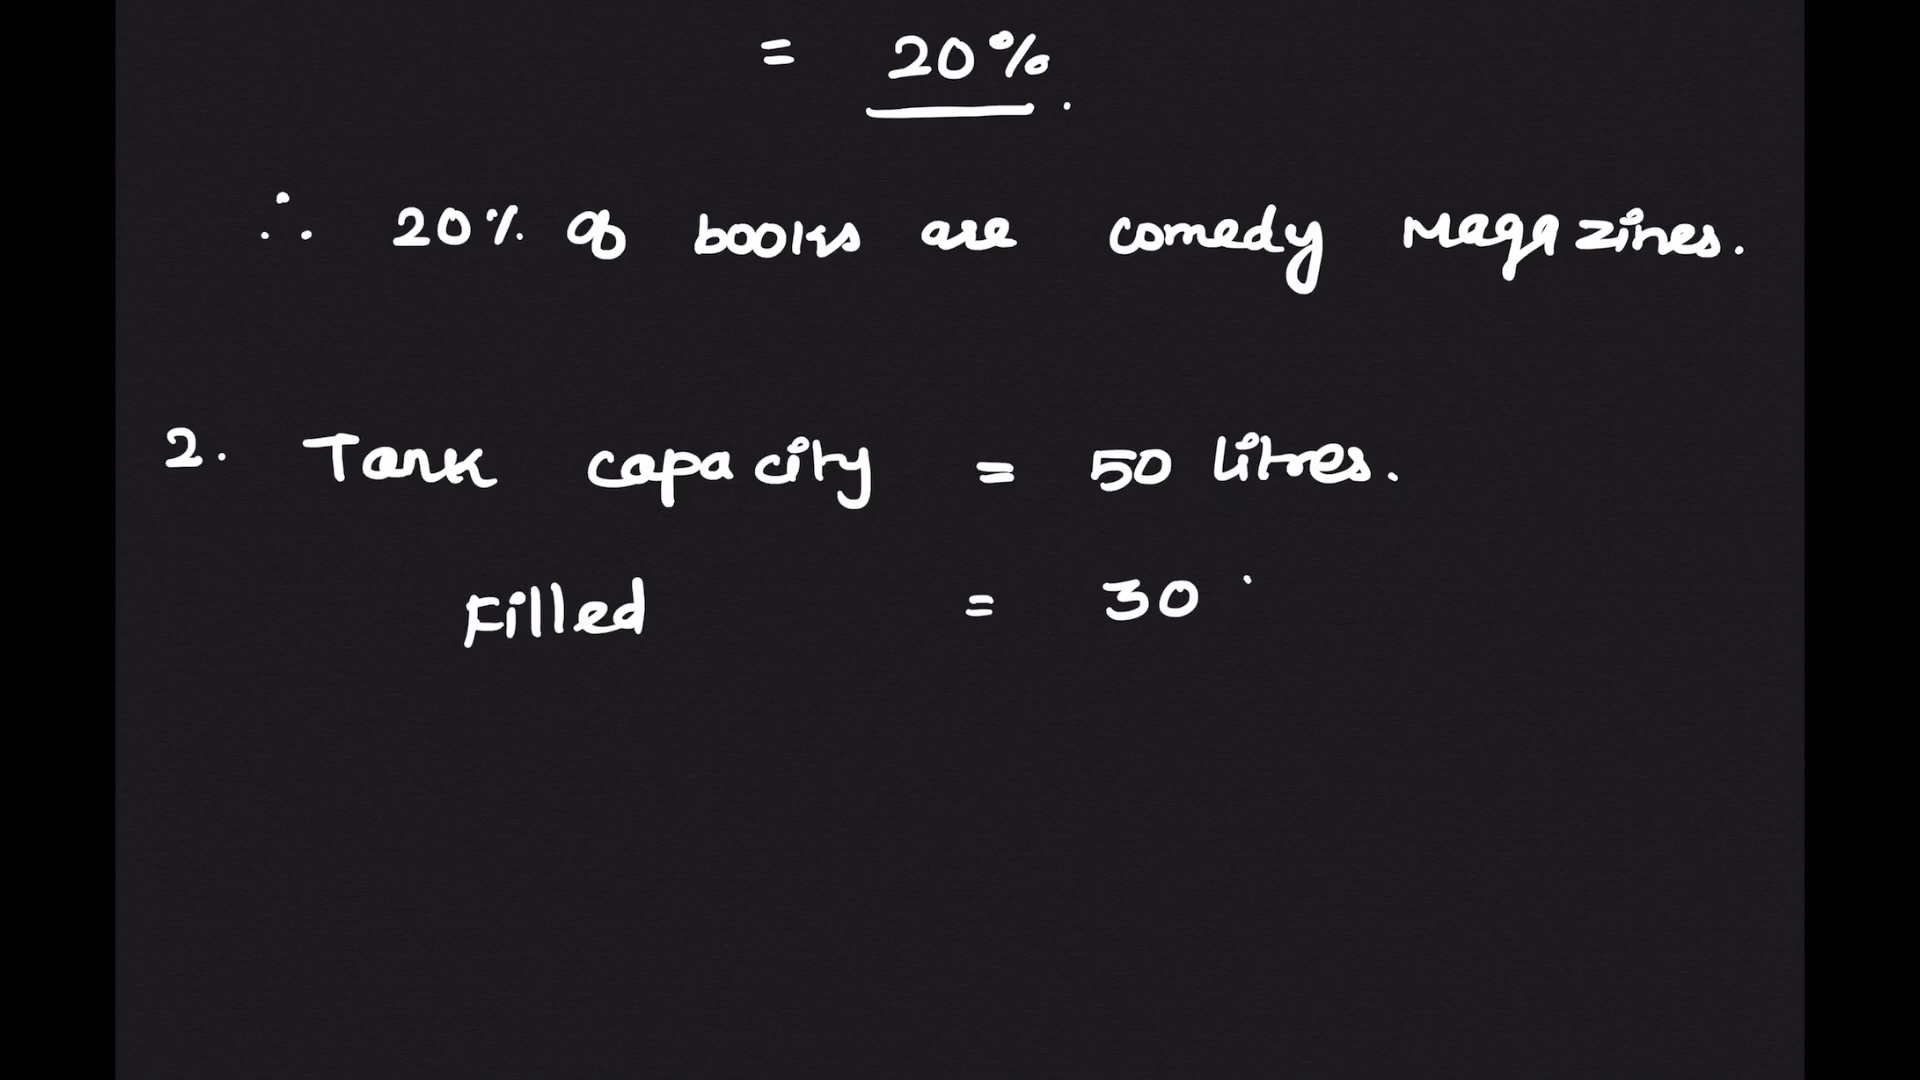 = 20%.
∴ 20% of books are comedy Magazines.
2. Tank capacity = 50 litres.
Filled = 30